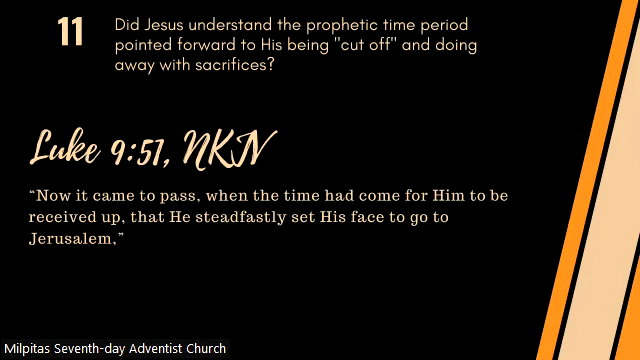 11
Did Jesus understand the prophetic time period
pointed forward to His being "cut off" and doing
away with sacrifices?
Luke 9:51, NKJV
“Now it came to pass, when the time had come for Him to be
received up, that He steadfastly set His face to go to
Jerusalem,”
Milpitas Seventh-day Adventist Church